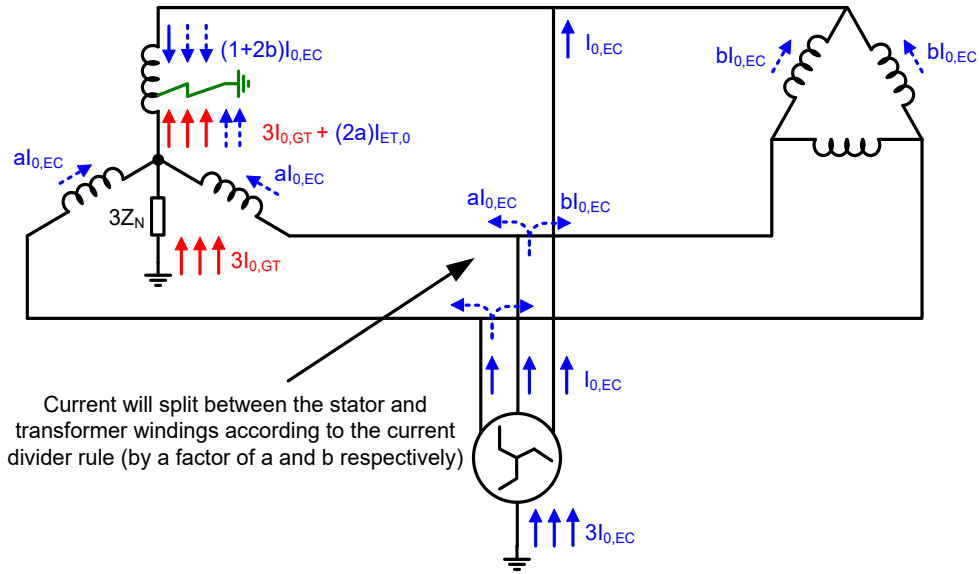 (1+2b)I0,EC
I0,EC
bI0,EC
bI0,EC
3I0,GT + (2a)IET,0
aI0,EC
aI0,EC
3ZN
3I0,GT
aI0,EC
bI0,EC
I0,EC
Current will split between the stator and
transformer windings according to the current
divider rule (by a factor of a and b respectively)
3I0,EC